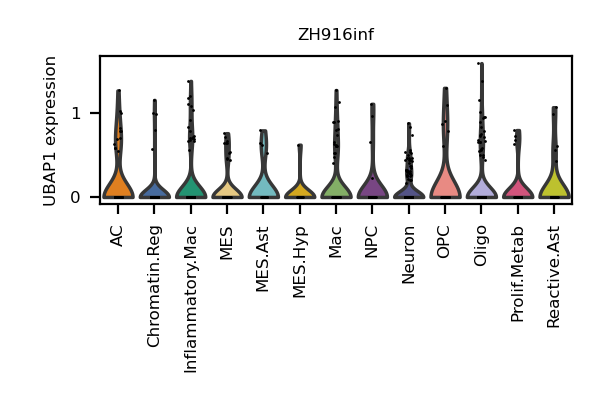 ZH916inf
UBAP1 expression
1
0
AC
Chromatin.Reg
Inflammatory.Mac
MES
MES.Ast
MES.Hyp
Mac
NPC
Neuron
OPC
Oligo
Prolif.Metab
Reactive.Ast